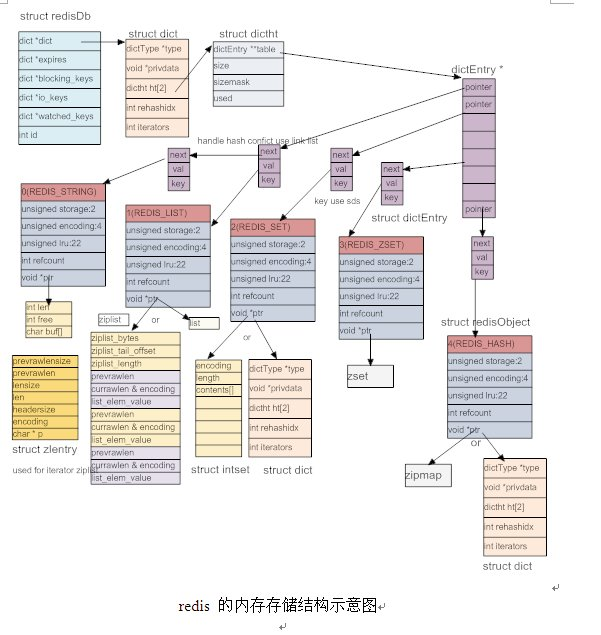 struct redisDb
dict *dict
dict *expires
dict *blocking_keys
dict *io_keys
dict *watched_keys
int id
struct dict
dictType *type
void *privdata
dictht ht[2]
int rehashidx
int iterators
struct dictht
dictEntry **table
size
sizemask
used
dictEntry *
pointer
pointer
pointer
handle hash confict use link list
next
val
key
next
val
key
next
val
key
next
val
key
next
val
key
key use sds
struct dictEntry
0(REDIS_STRING)
unsigned storage:2
unsigned encoding:4
unsigned lru:22
int refcount
void *ptr
1(REDIS_LIST)
unsigned storage:2
unsigned encoding:4
unsigned lru:22
int refcount
void *ptr
2(REDIS_SET)
unsigned storage:2
unsigned encoding:4
unsigned lru:22
int refcount
void *ptr
3(REDIS_ZSET)
unsigned storage:2
unsigned encoding:4
unsigned lru:22
int refcount
void *ptr
struct redisObject
4(REDIS_HASH)
unsigned storage:2
unsigned encoding:4
unsigned lru:22
int refcount
void *ptr
int len
int free
char buf[]
ziplist
or
list
ziplist_bytes
ziplist_tail_offset
ziplist_length
prevrawlen
currawlen & encoding
list_elem_value
prevrawlen
currawlen & encoding
list_elem_value
prevrawlen
currawlen & encoding
list_elem_value
prevrawlensize
prevrawlen
lensize
len
headersize
encoding
char * p
struct zlentry
used for iterator ziplist
or
encoding
length
contents[]
struct intset
dictType *type
void *privdata
dictht ht[2]
int rehashidx
int iterators
struct dict
zset
or
zipmap
dictType *type
void *privdata
dictht ht[2]
int rehashidx
int iterators
struct dict
redis 的内存存储结构示意图